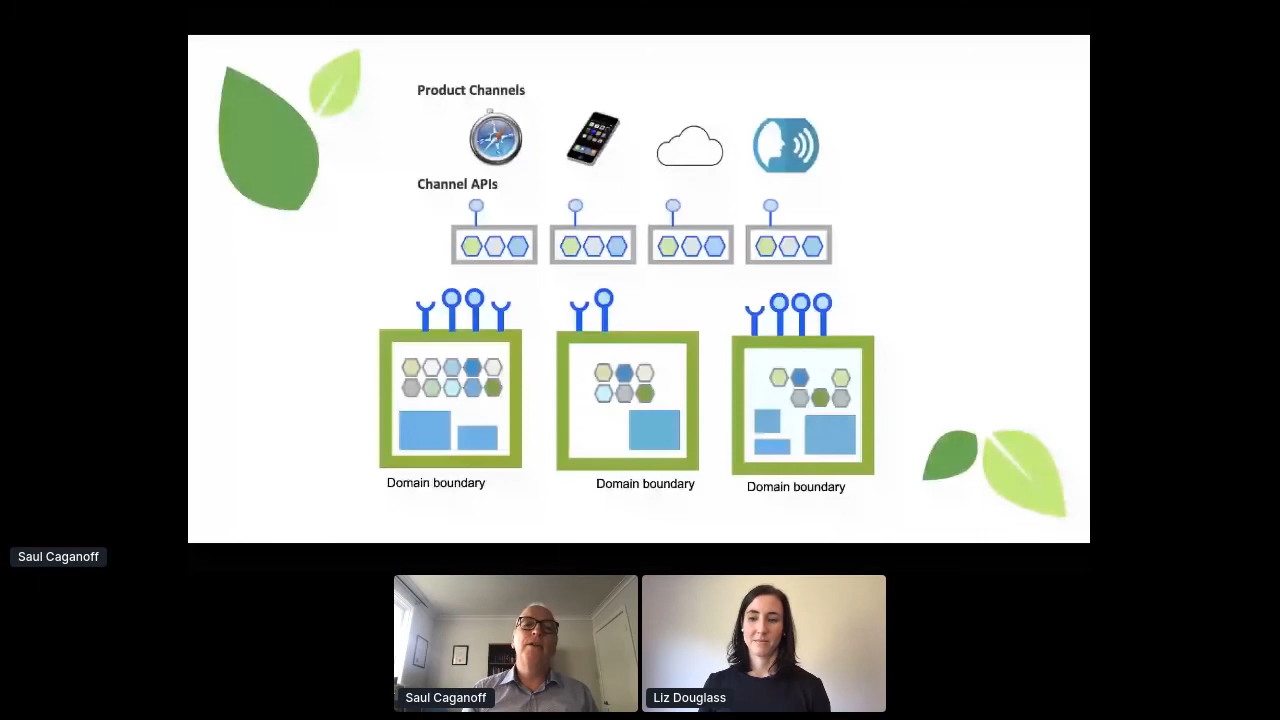 Product Channels
Channel APIs
Domain boundary
Domain boundary
Domain boundary
Saul Caganoff
Saul Caganoff
Liz Douglass